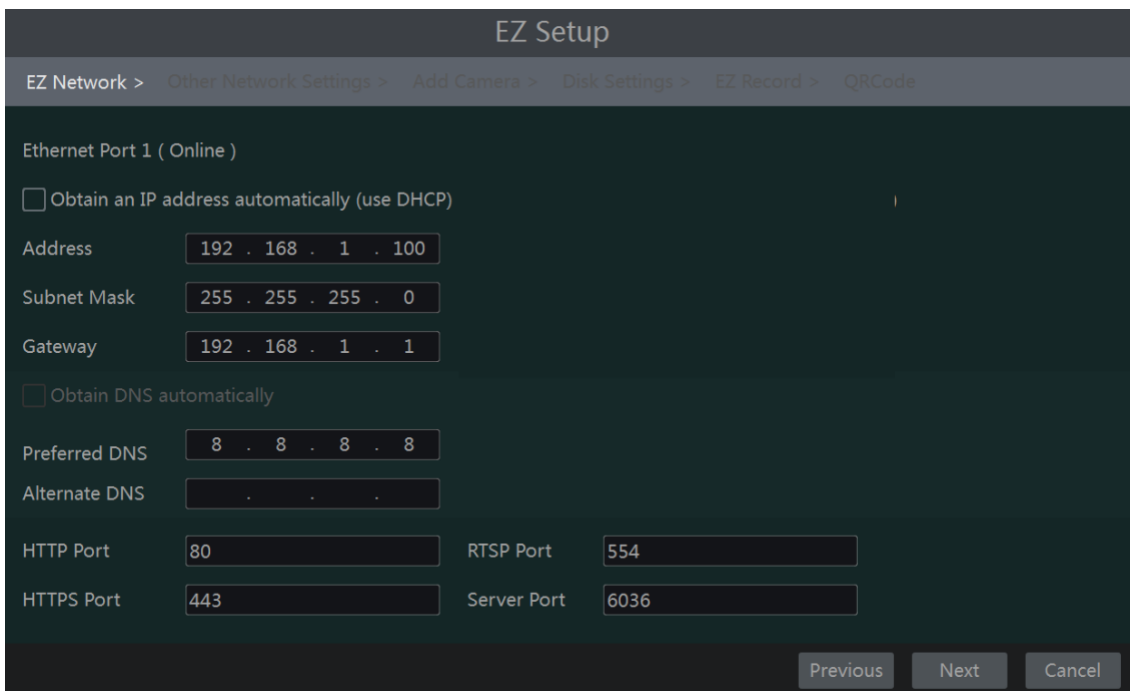 EZ Setup
EZ Network > Other Network Settings > Add Camera > Disk Settings > EZ Record > QRCode
Ethernet Port 1 ( Online )
Obtain an IP address automatically (use DHCP)
Address 192 . 168 . 1 . 100
Subnet Mask 255 . 255 . 255 . 0
Gateway 192 . 168 . 1 . 1
Obtain DNS automatically
Preferred DNS 8 . 8 . 8 . 8
Alternate DNS . . .
HTTP Port 80 RTSP Port 554
HTTPS Port 443 Server Port 6036
Previous Next Cancel